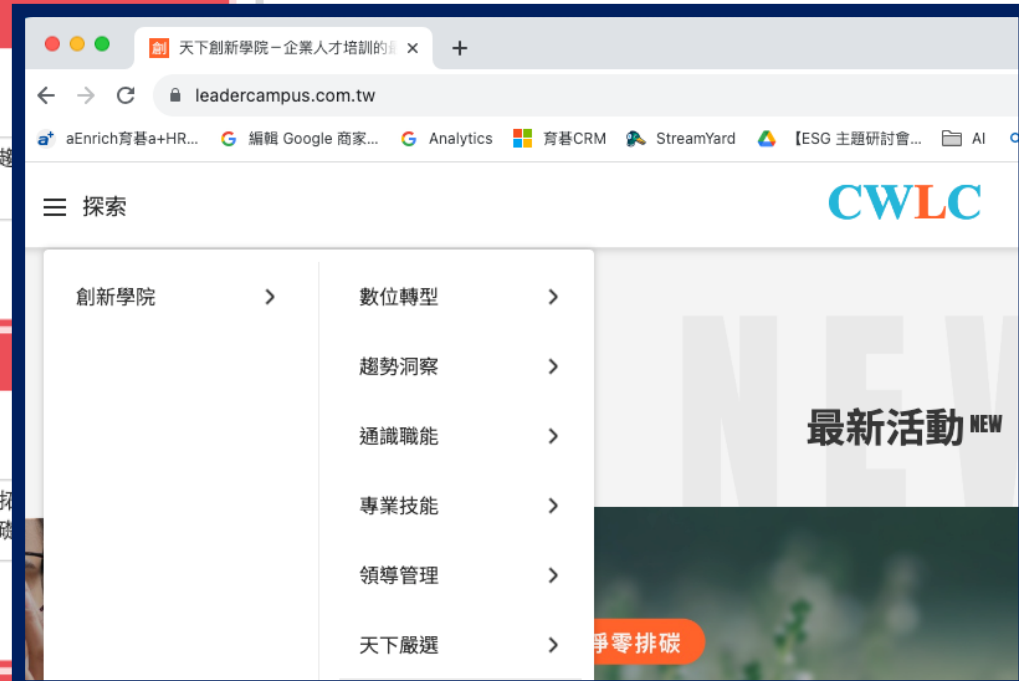 創 天下創新學院－企業人才培訓的
leadercampus.com.tw
aEnrich育碁a+HR... 編輯 Google 商家... Analytics 育碁CRM StreamYard 【ESG 主題研討會... AI
探索
CWLC
創新學院
數位轉型
趨勢洞察
通識職能
專業技能
領導管理
天下嚴選
NEW
最新活動 NEW
淨零排碳
拓
礎